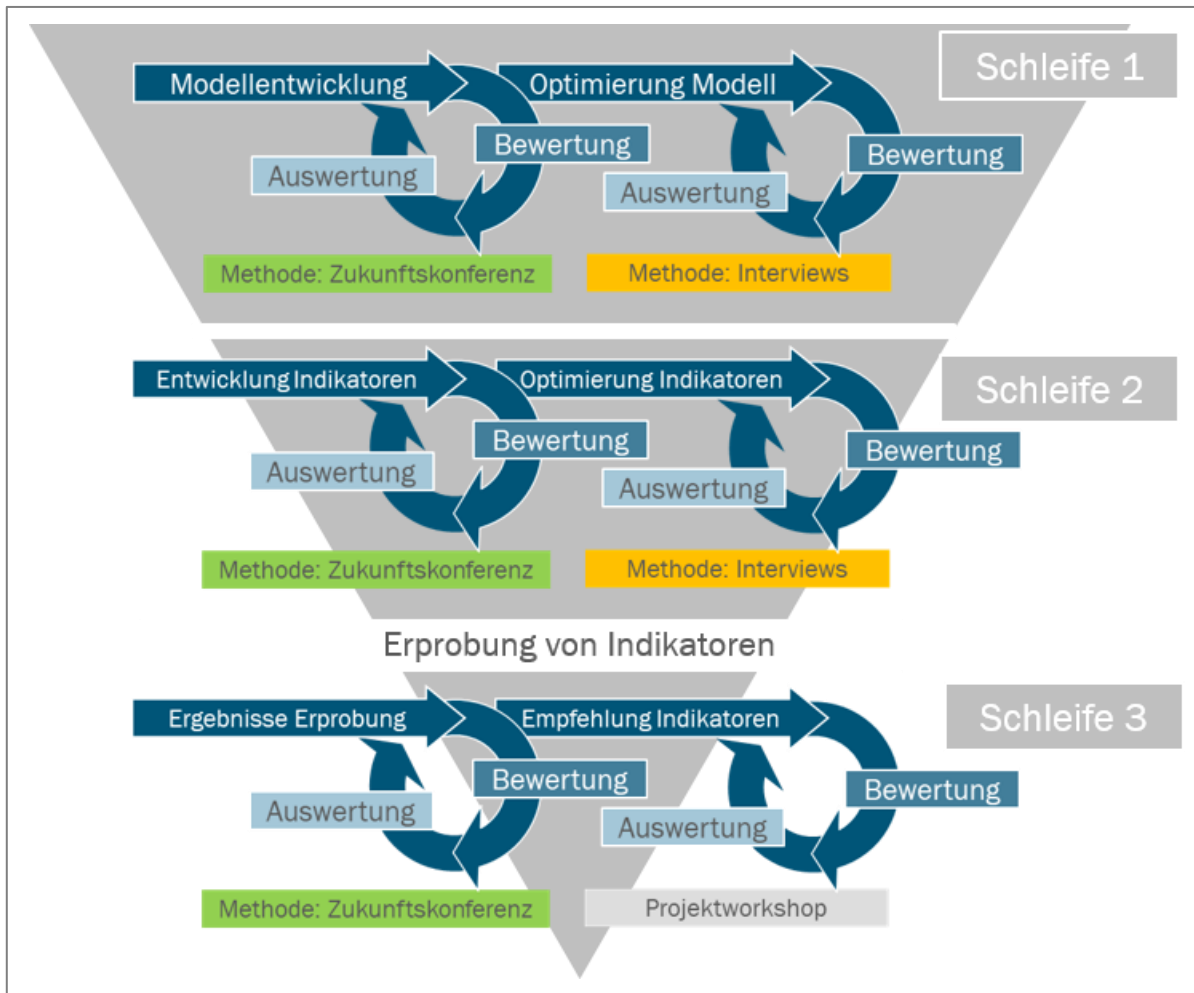 Schleife 1
Modellentwicklung
Optimierung Modell
Bewertung
Bewertung
Auswertung
Auswertung
Methode: Zukunftskonferenz
Methode: Interviews
Schleife 2
Entwicklung Indikatoren
Optimierung Indikatoren
Bewertung
Bewertung
Auswertung
Auswertung
Methode: Zukunftskonferenz
Methode: Interviews
Erprobung von Indikatoren
Schleife 3
Ergebnisse Erprobung
Empfehlung Indikatoren
Bewertung
Bewertung
Auswertung
Auswertung
Methode: Zukunftskonferenz
Projektworkshop